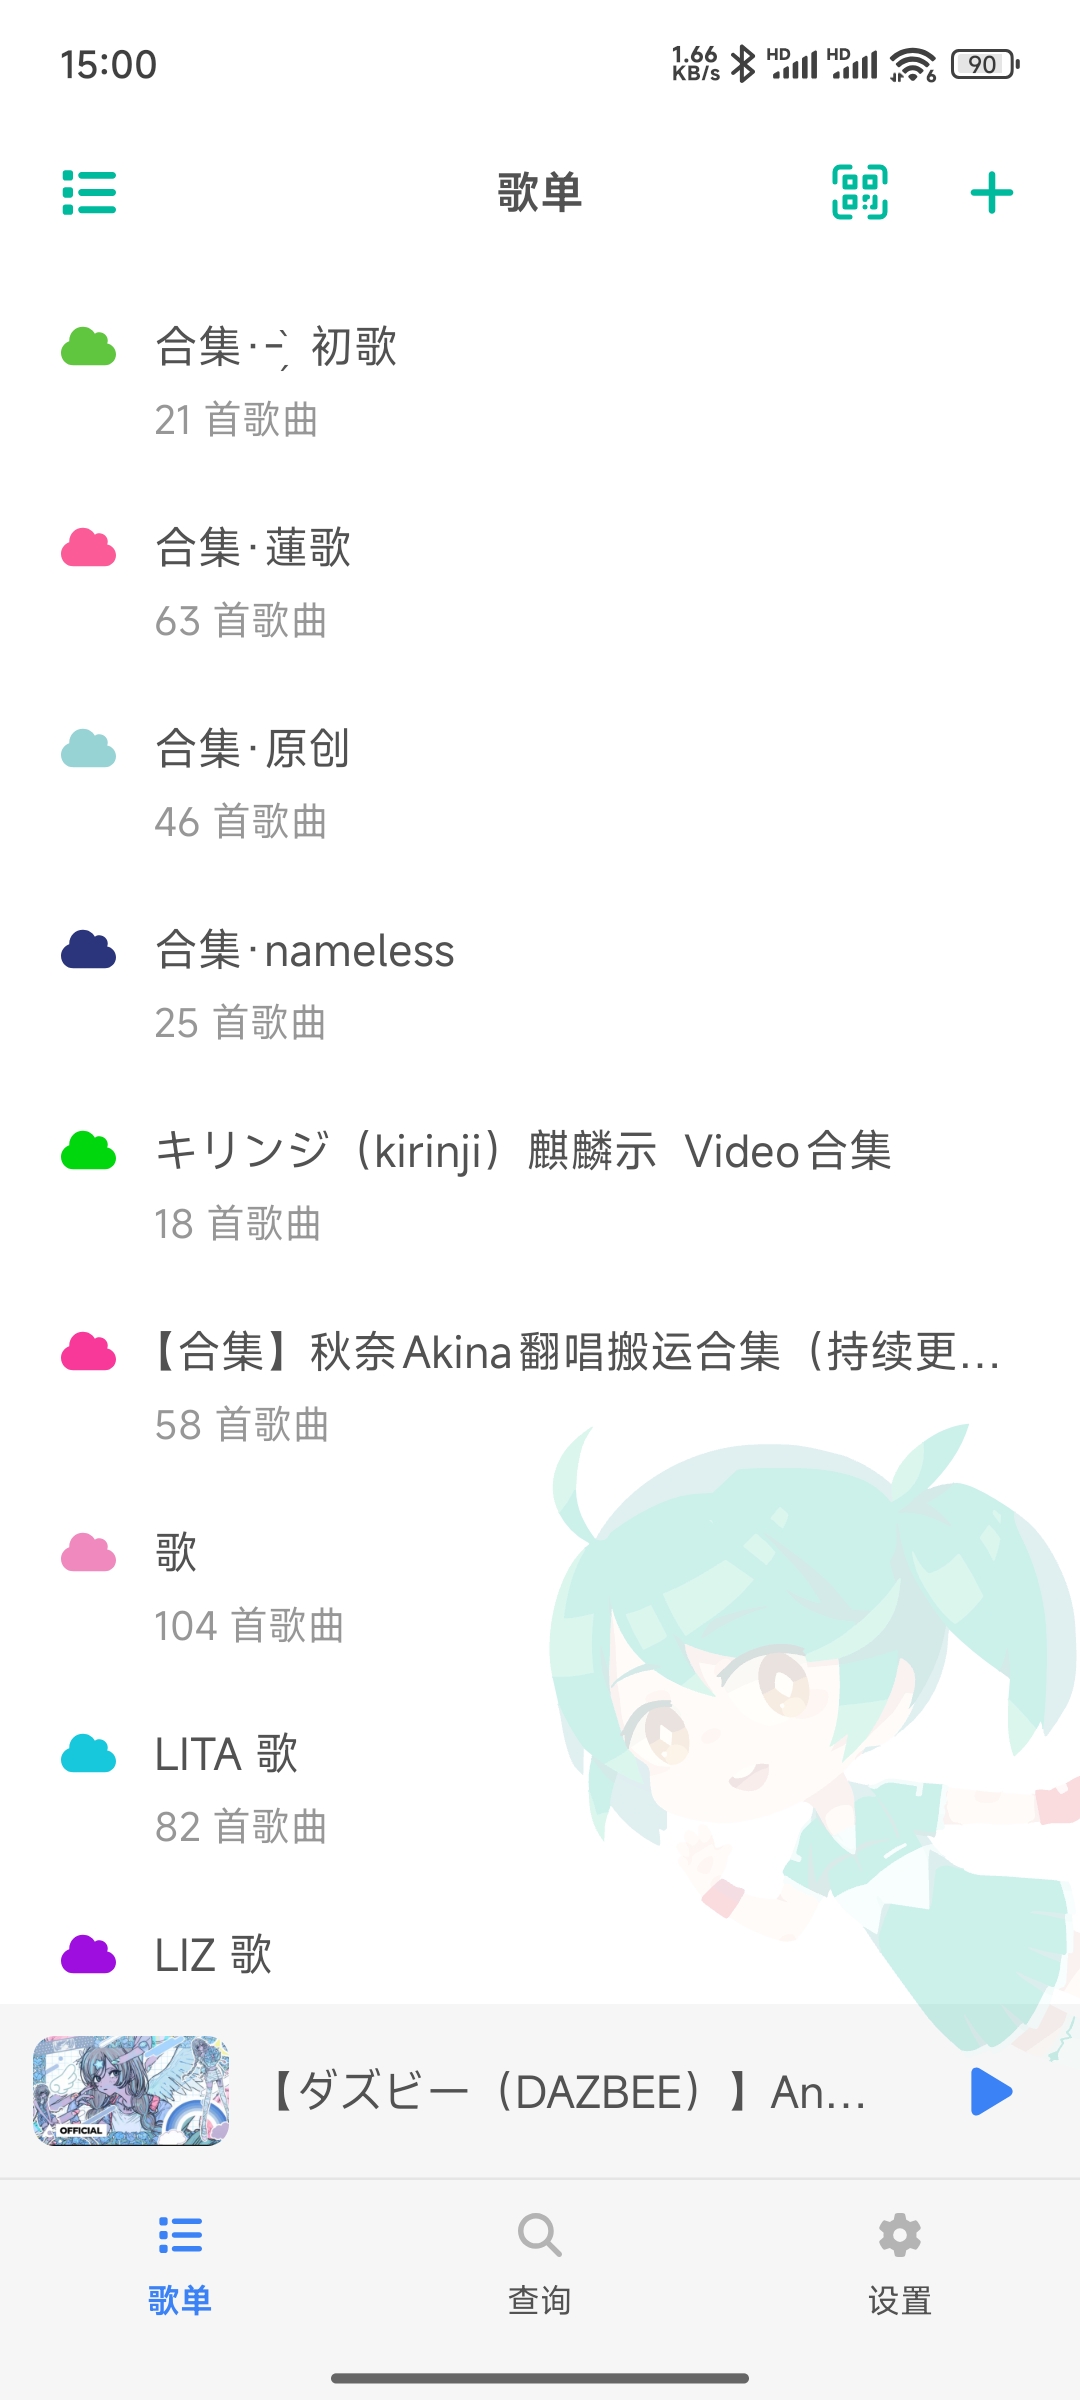 15:00
1.66 KB/s HD HD 6 90
歌单
合集·-ˎˋ 初歌
21 首歌曲
合集·蓮歌
63 首歌曲
合集·原创
46 首歌曲
合集·nameless
25 首歌曲
キリンジ（kirinji）麒麟示 Video合集
18 首歌曲
【合集】秋奈Akina翻唱搬运合集（持续更...
58 首歌曲
歌
104 首歌曲
LITA 歌
82 首歌曲
LIZ 歌
OFFICIAL
【ダズビー（DAZBEE）】An...
歌单
查询
设置